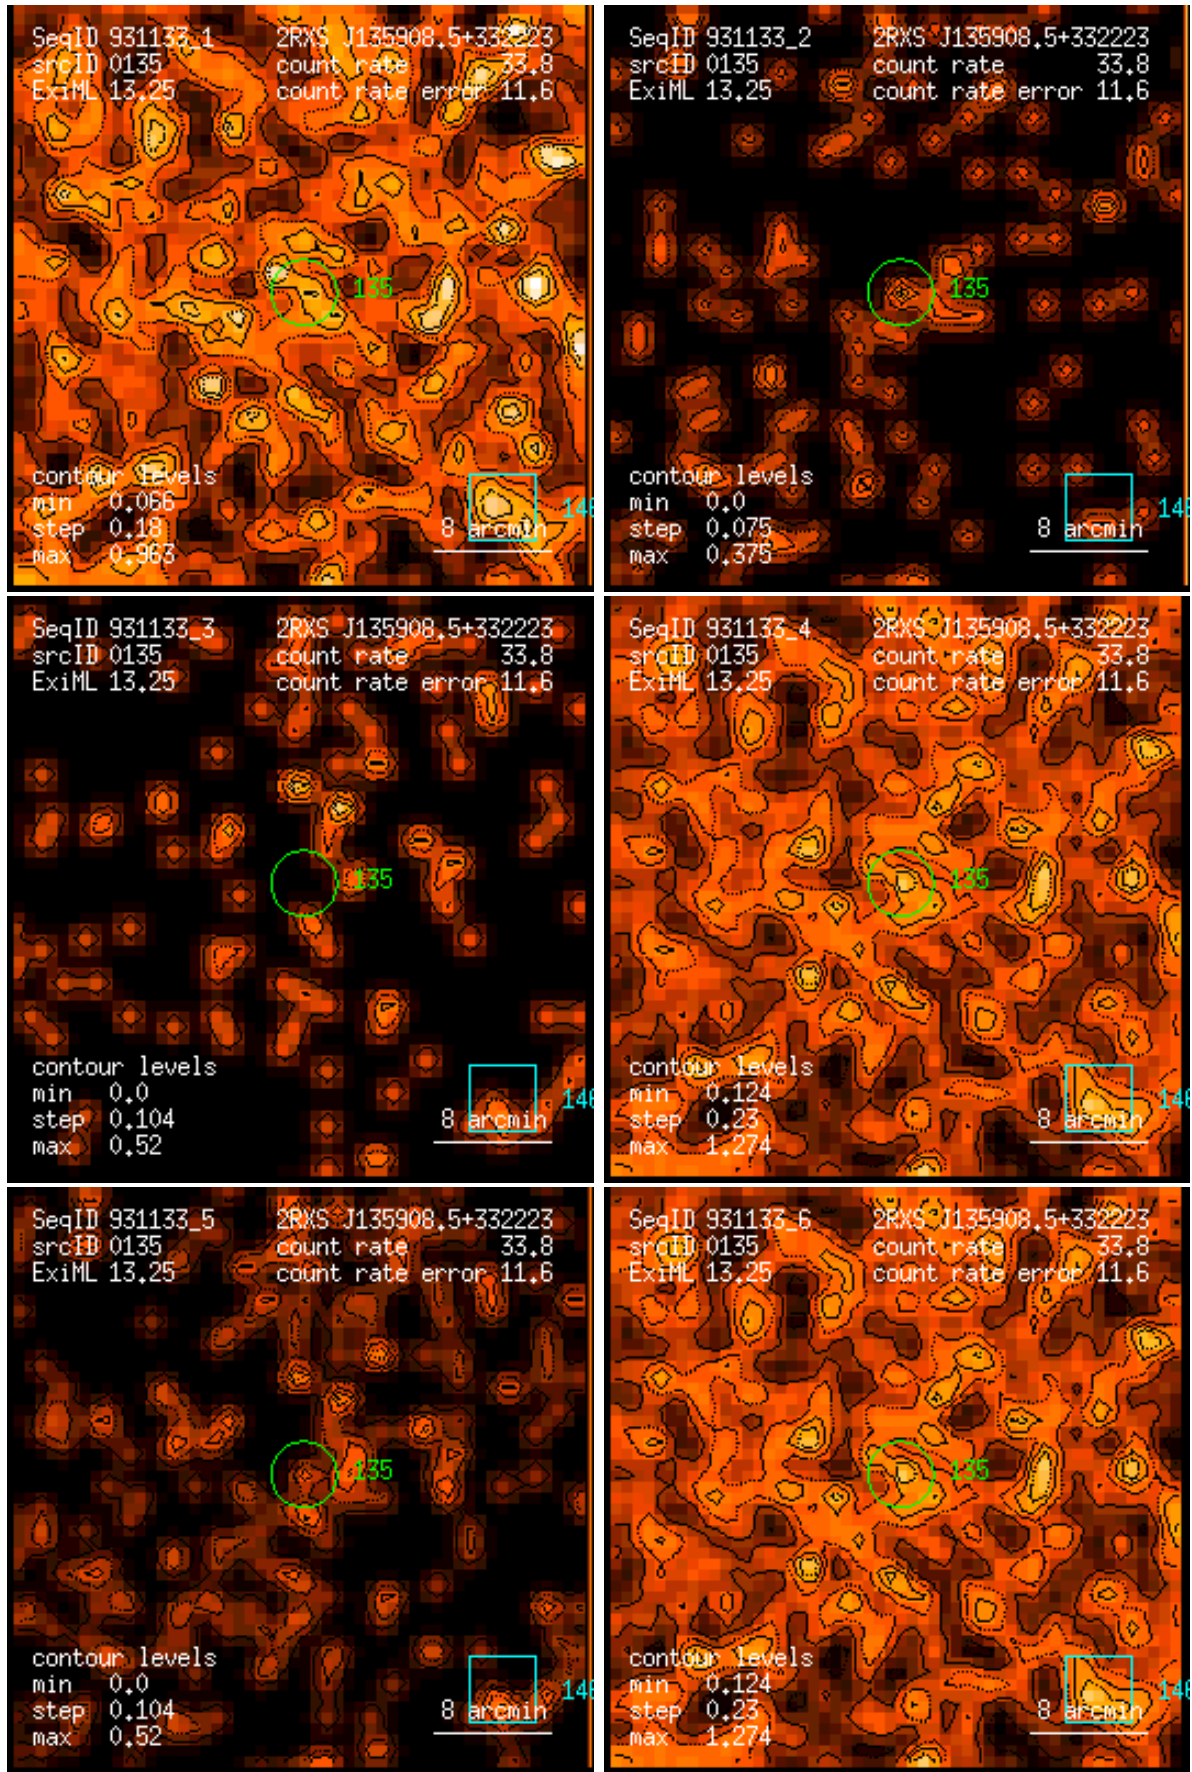 SeqID 931133_1 2RXS J135908.5+332223
srcID 0135 count rate 33.8
ExiML 13.25 count rate error 11.6
135
contour levels
min 0.066
step 0.18
max 0.963
8 arcmin
SeqID 931133_2 2RXS J135908.5+332223
srcID 0135 count rate 33.8
ExiML 13.25 count rate error 11.6
135
contour levels
min 0.0
step 0.075
max 0.375
8 arcmin
SeqID 931133_3 2RXS J135908.5+332223
srcID 0135 count rate 33.8
ExiML 13.25 count rate error 11.6
135
contour levels
min 0.0
step 0.104
max 0.52
8 arcmin
SeqID 931133_4 2RXS J135908.5+332223
srcID 0135 count rate 33.8
ExiML 13.25 count rate error 11.6
135
contour levels
min 0.124
step 0.23
max 1.274
8 arcmin
SeqID 931133_5 2RXS J135908.5+332223
srcID 0135 count rate 33.8
ExiML 13.25 count rate error 11.6
135
contour levels
min 0.0
step 0.104
max 0.52
8 arcmin
SeqID 931133_6 2RXS J135908.5+332223
srcID 0135 count rate 33.8
ExiML 13.25 count rate error 11.6
135
contour levels
min 0.124
step 0.23
max 1.274
8 arcmin